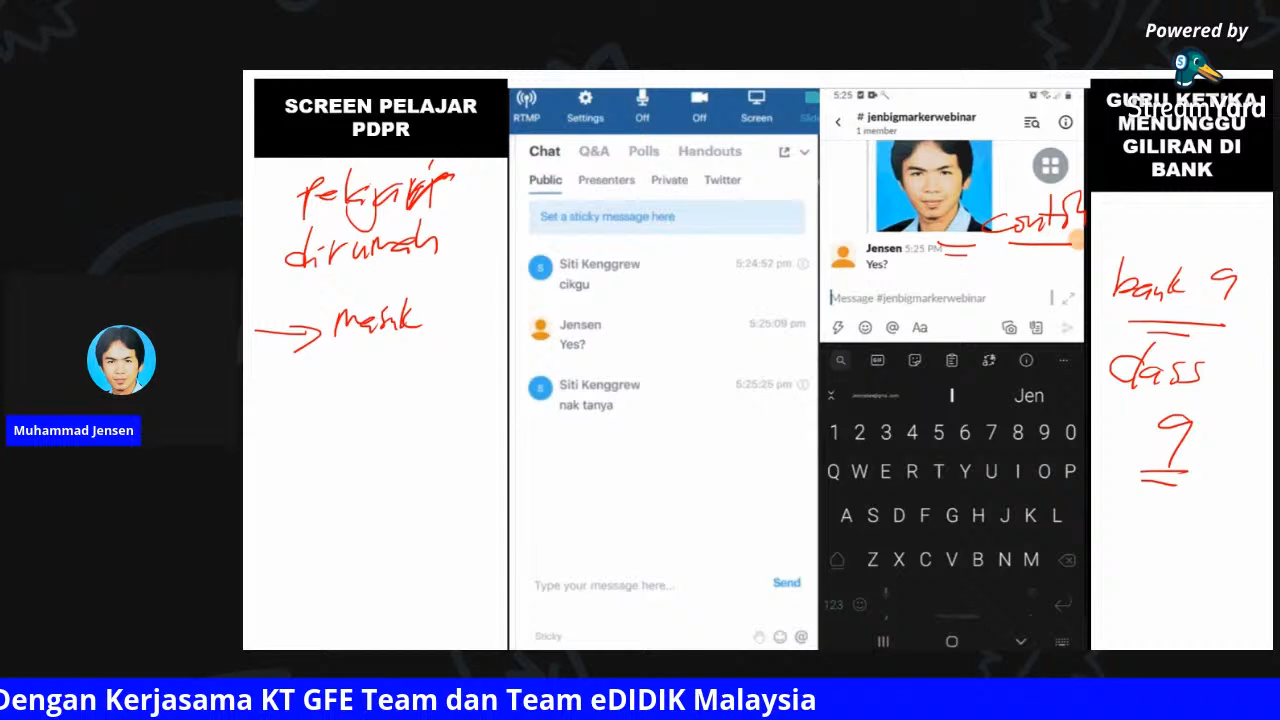 Powered by
StreamYard
SCREEN PELAJAR
PDPR
pelajar
dirumah
masuk
Muhammad Jensen
RTMP
Settings
Off
Off
Screen
Chat Q&A Polls Handouts
Public Presenters Private Twitter
Set a sticky message here
S
Siti Kenggrew 5:24:52 pm
cikgu
Jensen 5:25:09 pm
Yes?
S
Siti Kenggrew 5:25:25 pm
nak tanya
Type your message here... Send
Sticky
5:25
# jenbigmarkerwebinar
1 member
contoh
Jensen 5:25 PM
Yes?
Message #jenbigmarkerwebinar
Aa
GIF
I Jen
1 2 3 4 5 6 7 8 9 0
Q W E R T Y U I O P
A S D F G H J K L
Z X C V B N M
123
GURU KETIKA
MENUNGGU
GILIRAN DI
BANK
bank 9
class
9
Dengan Kerjasama KT GFE Team dan Team eDIDIK Malaysia